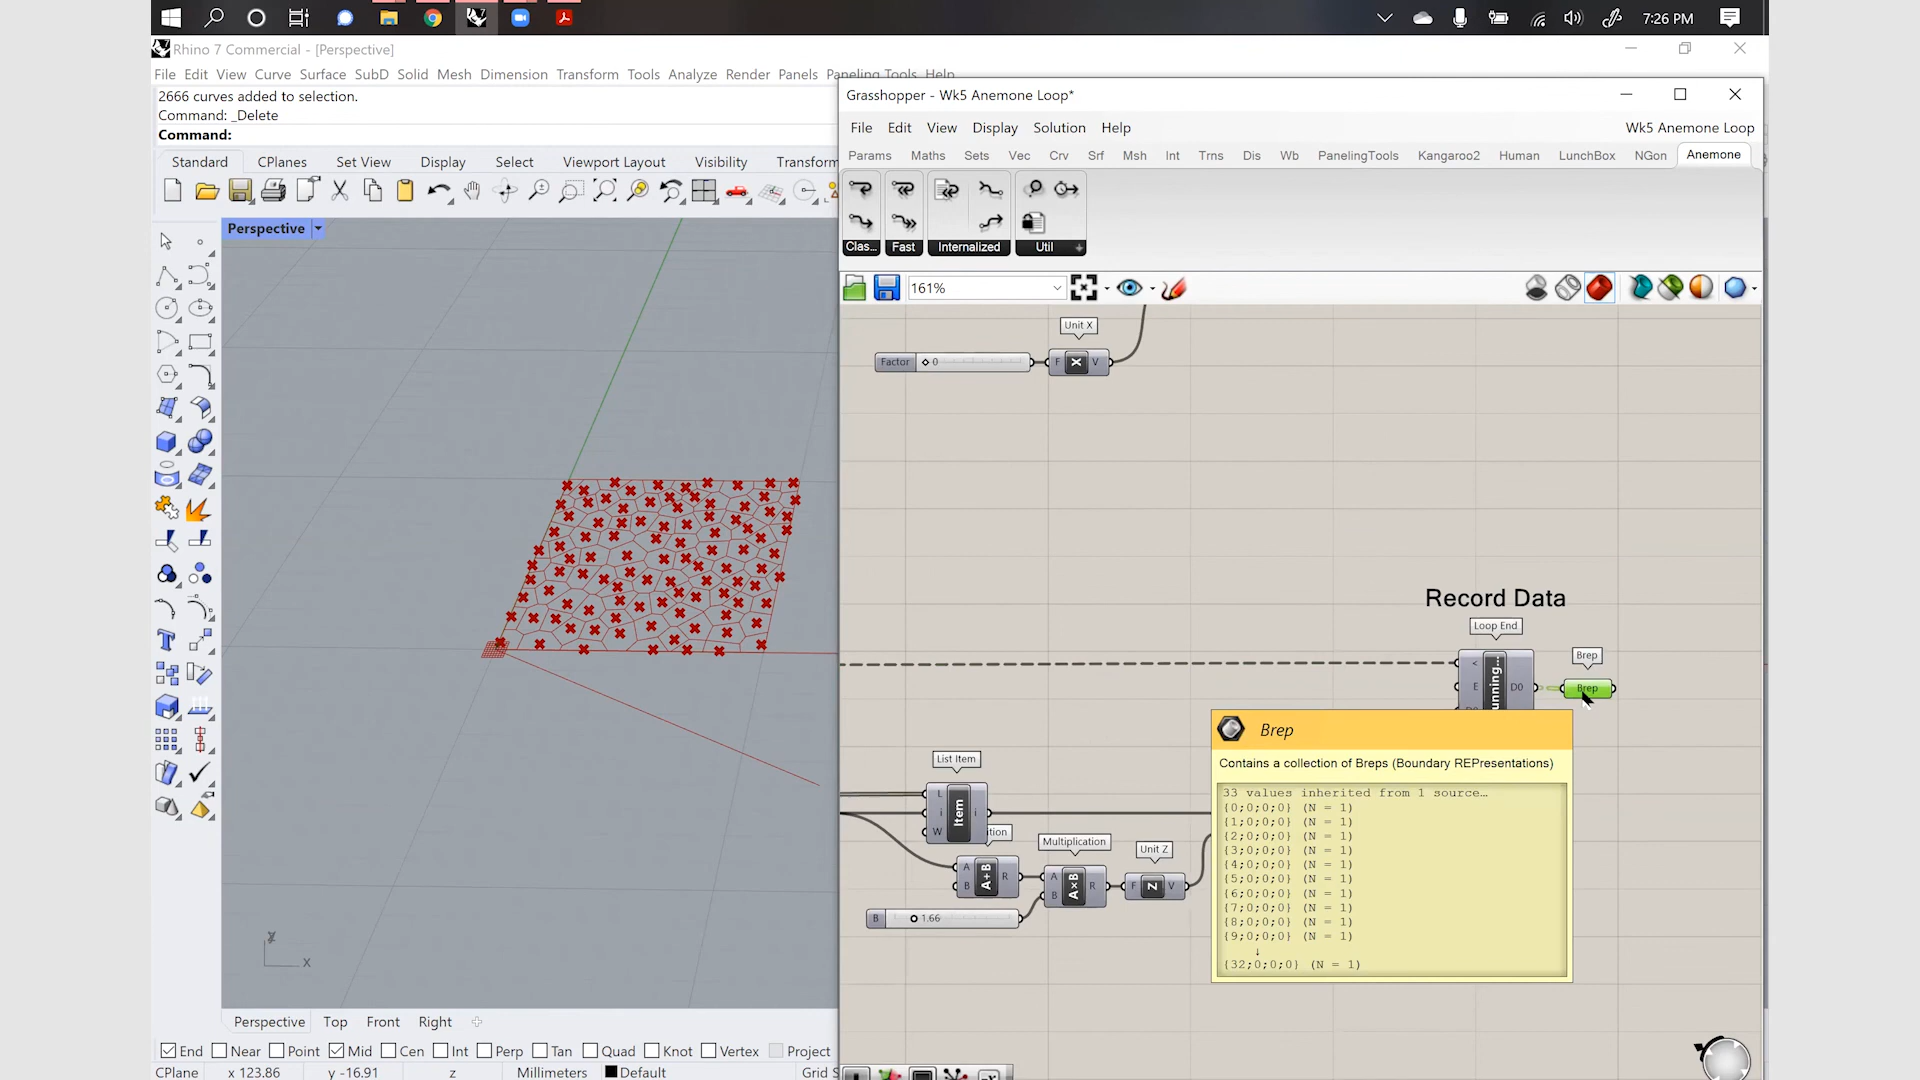 7:26 PM
Rhino 7 Commercial - [Perspective]
File Edit View Curve Surface SubD Solid Mesh Dimension Transform Tools Analyze Render Panels Paneling Tools Help
2666 curves added to selection.
Command: _Delete
Command:
Standard CPlanes Set View Display Select Viewport Layout Visibility Transform
Perspective
Grasshopper - Wk5 Anemone Loop*
File Edit View Display Solution Help Wk5 Anemone Loop
Params Maths Sets Vec Crv Srf Msh Int Trns Dis Wb PanelingTools Kangaroo2 Human LunchBox NGon Anemone
Clas... Fast Internalized Util
161%
Unit X
Factor 0 F V
Record Data
Loop End
Brep
< E D0 Brep
Brep
Contains a collection of Breps (Boundary REPresentations)
33 values inherited from 1 source…
{0;0;0;0} (N = 1)
{1;0;0;0} (N = 1)
{2;0;0;0} (N = 1)
{3;0;0;0} (N = 1)
{4;0;0;0} (N = 1)
{5;0;0;0} (N = 1)
{6;0;0;0} (N = 1)
{7;0;0;0} (N = 1)
{8;0;0;0} (N = 1)
{9;0;0;0} (N = 1)
↓
{32;0;0;0} (N = 1)
List Item
L i W Item i
Multiplication
Unit Z
A B A+B R
A B A×B R
F Z V
B 1.66
Z X
Perspective Top Front Right
End Near Point Mid Cen Int Perp Tan Quad Knot Vertex Project
CPlane x 123.86 y -16.91 z Millimeters Default Grid S